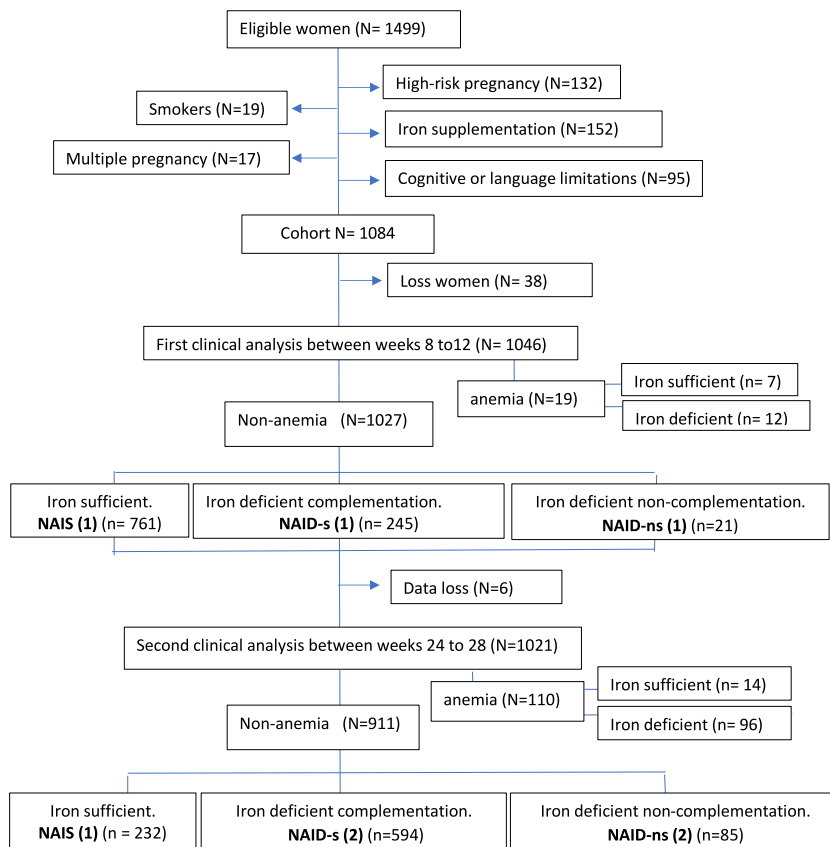 Eligible women (N= 1499)
High-risk pregnancy (N=132)
Smokers (N=19)
Iron supplementation (N=152)
Multiple pregnancy (N=17)
Cognitive or language limitations (N=95)
Cohort N= 1084
Loss women (N= 38)
First clinical analysis between weeks 8 to12 (N= 1046)
Iron sufficient (n= 7)
anemia (N=19)
Iron deficient (n= 12)
Non-anemia (N=1027)
Iron sufficient.
NAIS (1) (n= 761)
Iron deficient complementation.
NAID-s (1) (n= 245)
Iron deficient non-complementation.
NAID-ns (1) (n=21)
Data loss (N=6)
Second clinical analysis between weeks 24 to 28 (N=1021)
Iron sufficient (n= 14)
anemia (N=110)
Iron deficient (n= 96)
Non-anemia (N=911)
Iron sufficient.
NAIS (1) (n = 232)
Iron deficient complementation.
NAID-s (2) (n=594)
Iron deficient non-complementation.
NAID-ns (2) (n=85)